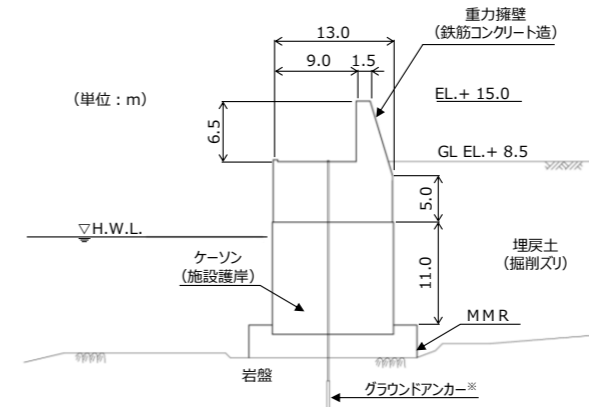 重力擁壁
(鉄筋コンクリート造)
13.0
9.0
1.5
(単位：m)
EL.+ 15.0
6.5
GL EL.+ 8.5
5.0
▽H.W.L.
埋戻土
(掘削ズリ)
ケーソン
(施設護岸)
11.0
ＭＭＲ
岩盤
グラウンドアンカー※